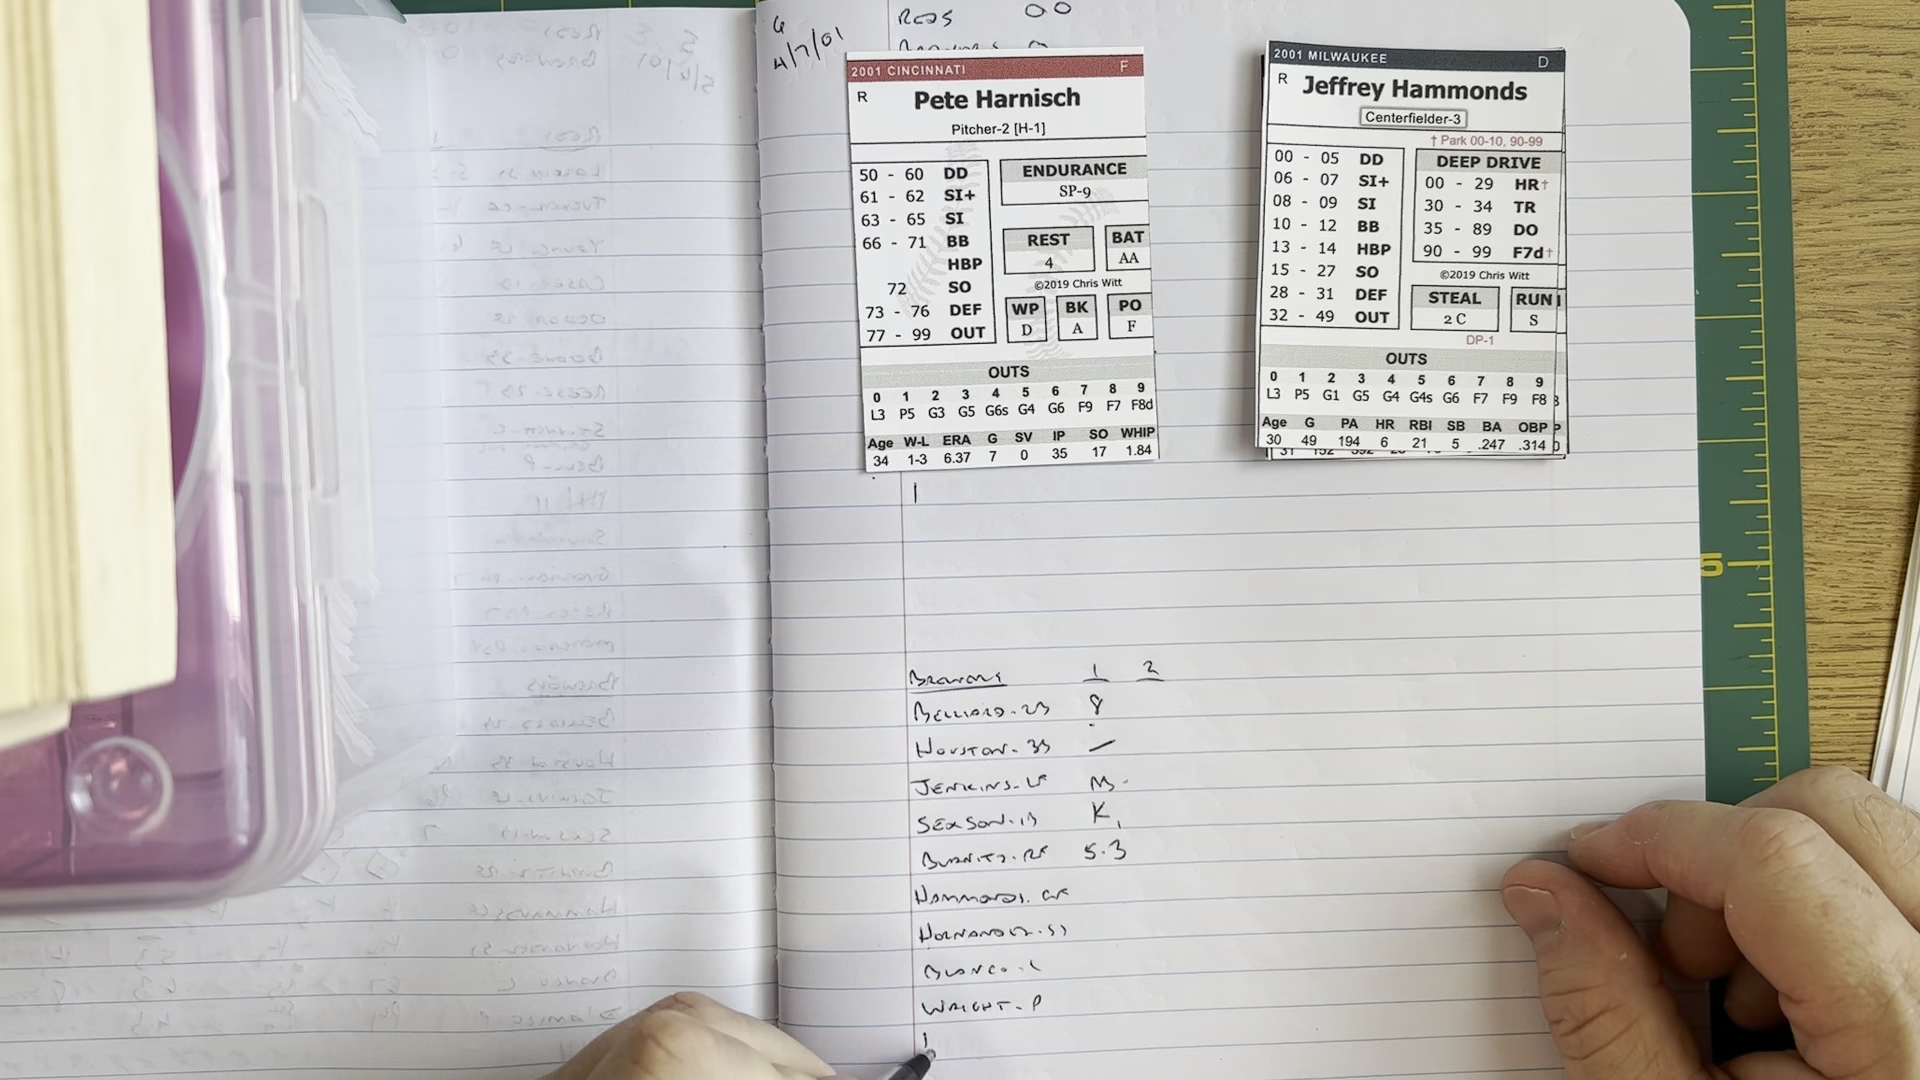 6
4/7/01
REDS 00
2001 CINCINNATI F
R Pete Harnisch
Pitcher-2 [H-1]
50 - 60 DD
61 - 62 SI+
63 - 65 SI
66 - 71 BB
HBP
72 SO
73 - 76 DEF
77 - 99 OUT
ENDURANCE
SP-9
REST
4
BAT
AA
©2019 Chris Witt
WP BK PO
D A F
OUTS
0 1 2 3 4 5 6 7 8 9
L3 P5 G3 G5 G6s G4 G6 F9 F7 F8d
Age W-L ERA G SV IP SO WHIP
34 1-3 6.37 7 0 35 17 1.84
2001 MILWAUKEE D
R Jeffrey Hammonds
Centerfielder-3
† Park 00-10, 90-99
00 - 05 DD
06 - 07 SI+
08 - 09 SI
10 - 12 BB
13 - 14 HBP
15 - 27 SO
28 - 31 DEF
32 - 49 OUT
DEEP DRIVE
00 - 29 HR†
30 - 34 TR
35 - 89 DO
90 - 99 F7d†
©2019 Chris Witt
STEAL RUN
2 C S
DP-1
OUTS
0 1 2 3 4 5 6 7 8 9
L3 P5 G1 G5 G4 G4s G6 F7 F9 F8
Age G PA HR RBI SB BA OBP
30 49 194 6 21 5 .247 .314
5
BREWERS 1 2
BELLIARD-2B 8
HOUSTON-3B –
JENKINS-LF
SEXSON-1B K
BURNITZ-RF 5-3
HAMMONDS-CF
HERNANDEZ-SS
BLANCO-C
WRIGHT-P